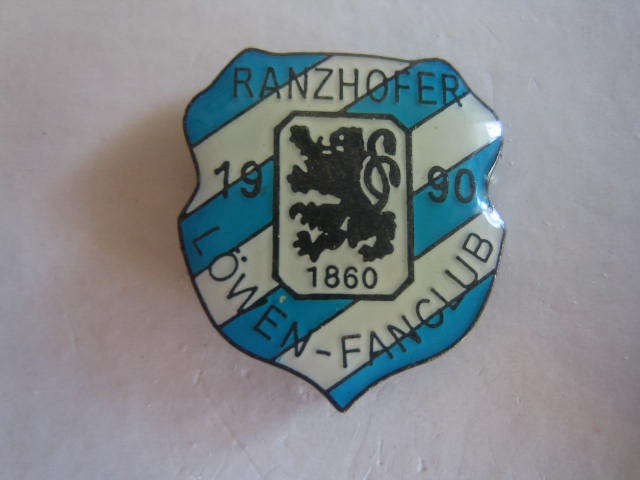 RANZHOFER
19 90
1860
LÖWEN-FANCLUB